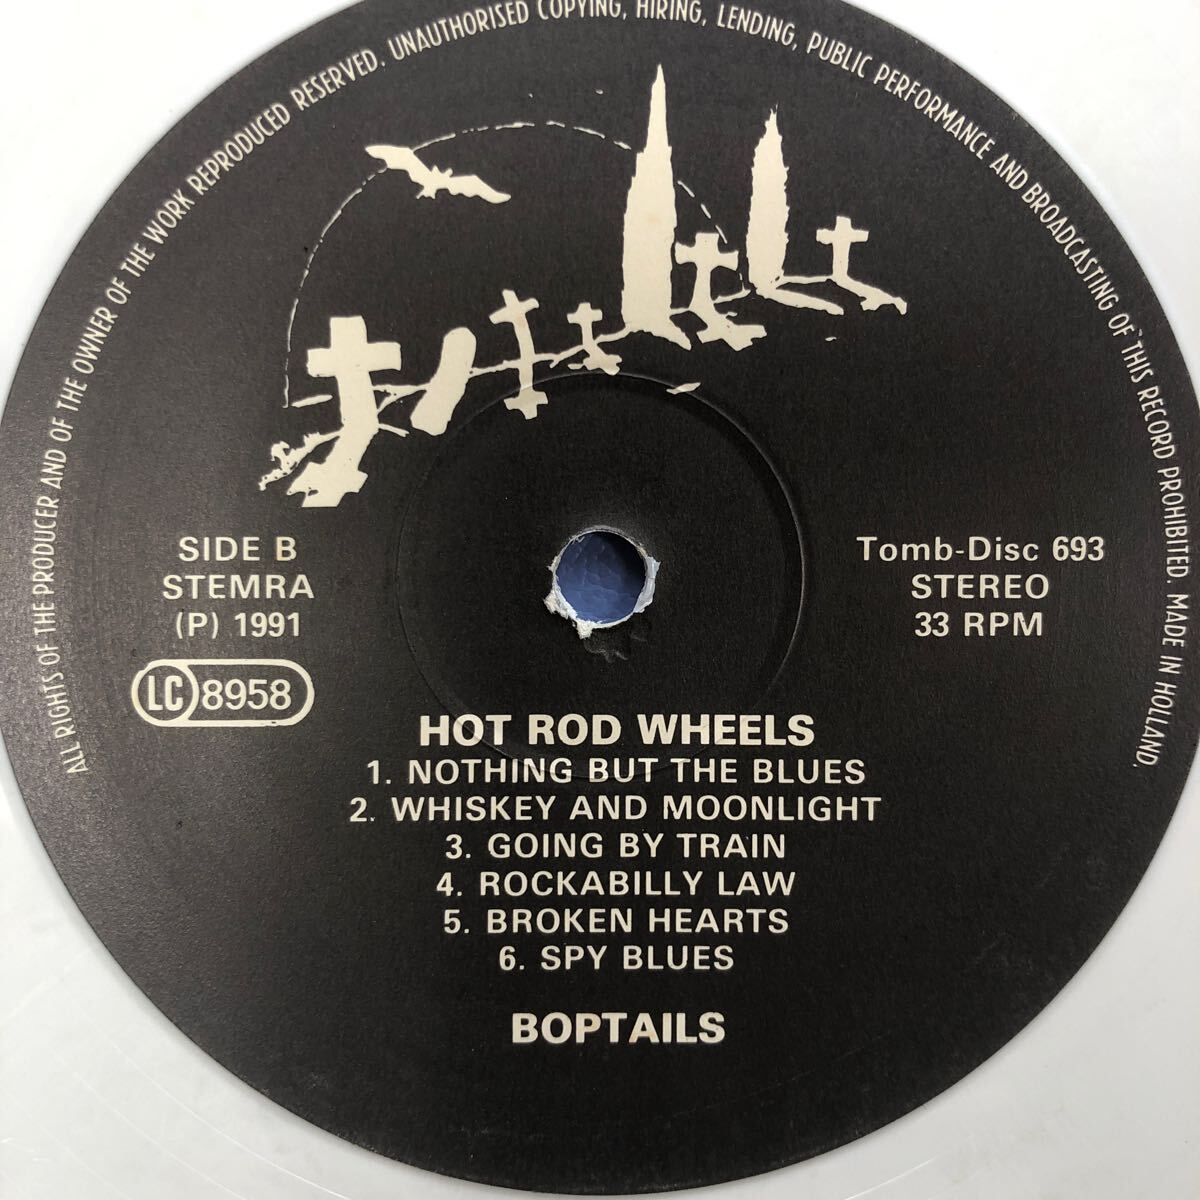 ALL RIGHTS OF THE PRODUCER AND OF THE OWNER OF THE WORK REPRODUCED RESERVED. UNAUTHORISED COPYING, HIRING, LENDING, PUBLIC PERFORMANCE AND BROADCASTING OF THIS RECORD PROHIBITED. MADE IN HOLLAND.
SIDE B
STEMRA
(P) 1991
LC 8958
Tomb-Disc 693
STEREO
33 RPM
HOT ROD WHEELS
1. NOTHING BUT THE BLUES
2. WHISKEY AND MOONLIGHT
3. GOING BY TRAIN
4. ROCKABILLY LAW
5. BROKEN HEARTS
6. SPY BLUES
BOPTAILS